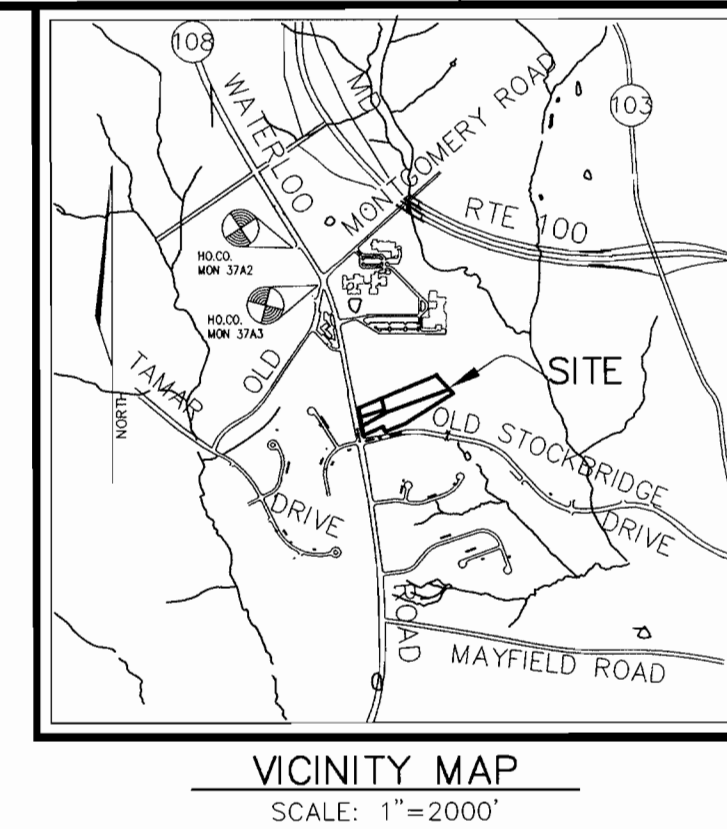 108
WATERLOO
MD
MONTGOMERY ROAD
103
RTE 100
HO.CO.
MON 37A2
HO.CO.
MON 37A3
OLD
TAMAR
DRIVE
NORTH
SITE
OLD STOCKBRIDGE
DRIVE
ROAD
MAYFIELD ROAD
VICINITY MAP
SCALE: 1"=2000'